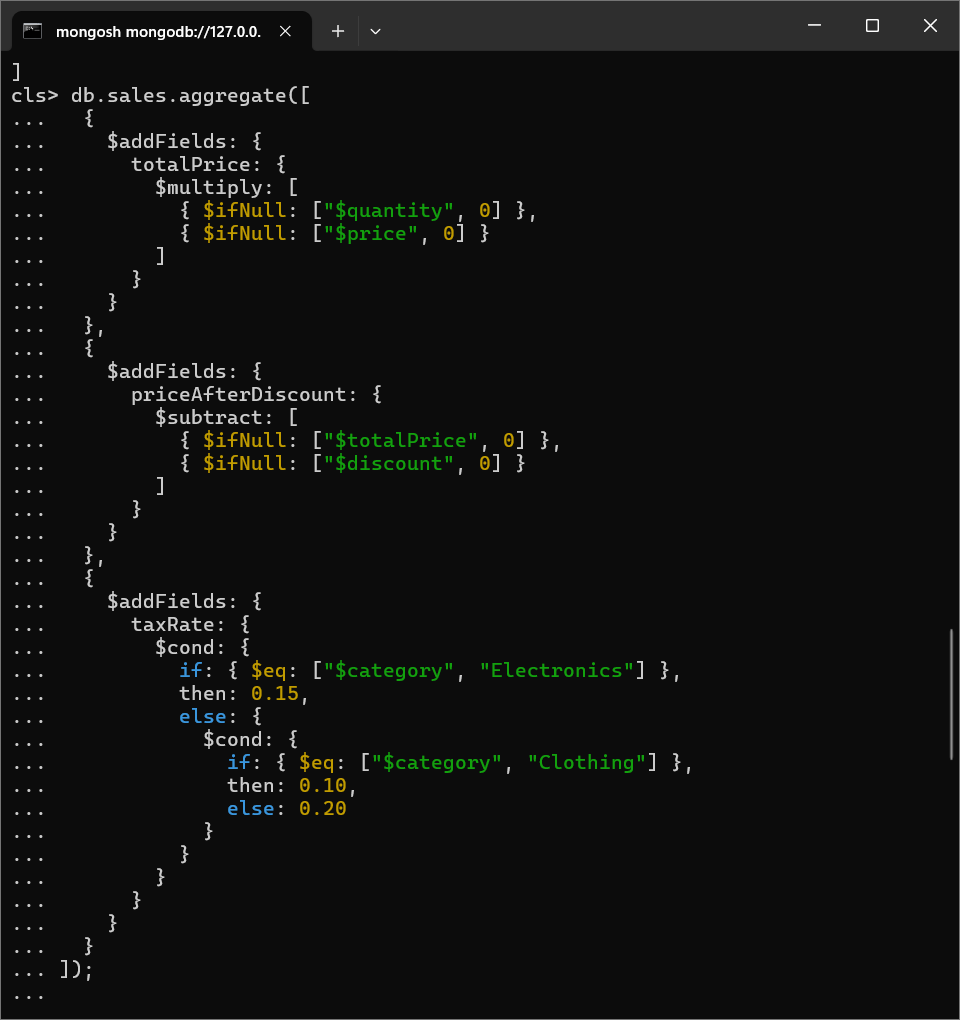 mongosh mongodb://127.0.0.
]
cls> db.sales.aggregate([
...   {
...     $addFields: {
...       totalPrice: {
...         $multiply: [
...           { $ifNull: ["$quantity", 0] },
...           { $ifNull: ["$price", 0] }
...         ]
...       }
...     }
...   },
...   {
...     $addFields: {
...       priceAfterDiscount: {
...         $subtract: [
...           { $ifNull: ["$totalPrice", 0] },
...           { $ifNull: ["$discount", 0] }
...         ]
...       }
...     }
...   },
...   {
...     $addFields: {
...       taxRate: {
...         $cond: {
...           if: { $eq: ["$category", "Electronics"] },
...           then: 0.15,
...           else: {
...             $cond: {
...               if: { $eq: ["$category", "Clothing"] },
...               then: 0.10,
...               else: 0.20
...             }
...           }
...         }
...       }
...     }
...   }
... ]);
...